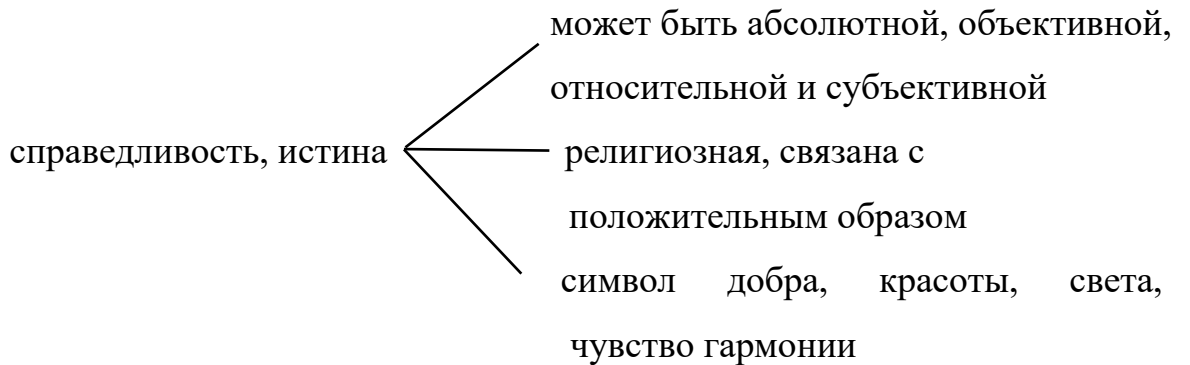 может быть абсолютной, объективной,
относительной и субъективной
справедливость, истина
религиозная, связана с
положительным образом
символ добра, красоты, света,
чувство гармонии